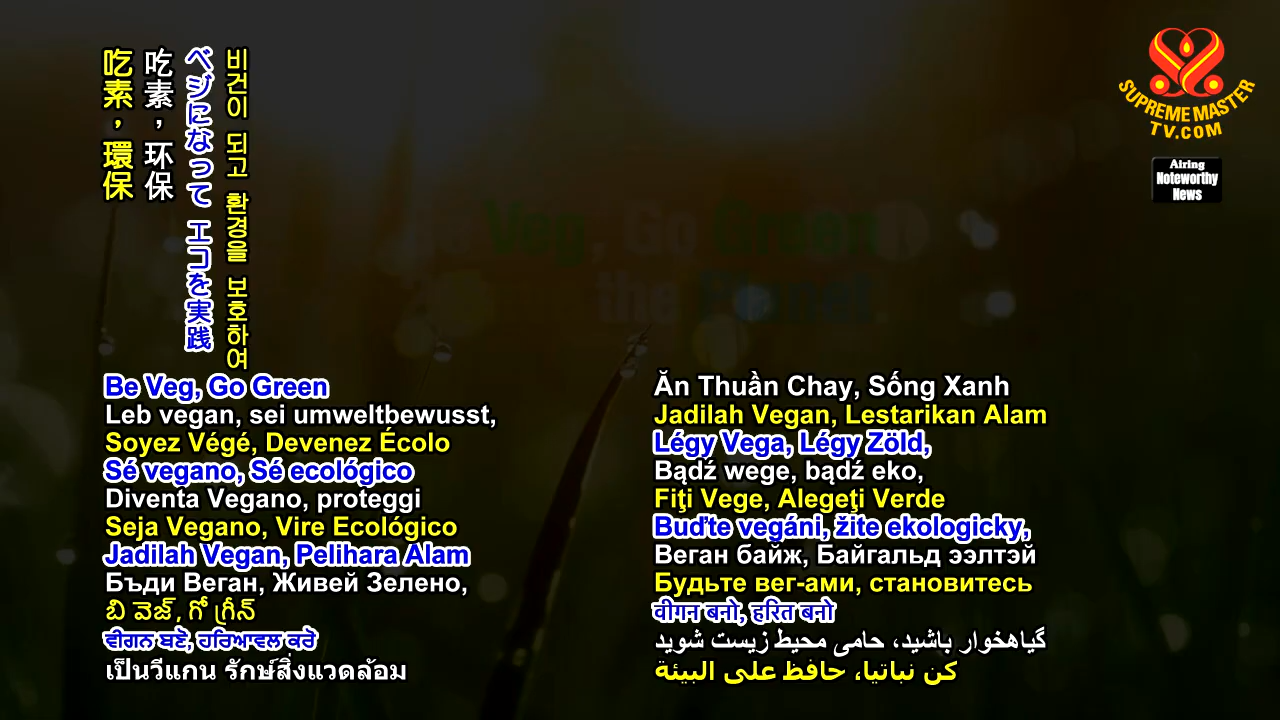 吃素，環保
吃素，环保
ベジになって エコを実践
비건이 되고 환경을 보호하여
SUPREME MASTER
TV.COM
Airing
Noteworthy
News
Veg, Go Green
the Planet
Be Veg, Go Green
Leb vegan, sei umweltbewusst,
Soyez Végé, Devenez Écolo
Sé vegano, Sé ecológico
Diventa Vegano, proteggi
Seja Vegano, Vire Ecológico
Jadilah Vegan, Pelihara Alam
Бъди Веган, Живей Зелено,
బి వెజ్, గో గ్రీన్
ਵੀਗਨ ਬਣੋ, ਹਰਿਆਵਲ ਕਰੋ
เป็นวีแกน รักษ์สิ่งแวดล้อม
Ăn Thuần Chay, Sống Xanh
Jadilah Vegan, Lestarikan Alam
Légy Vega, Légy Zöld,
Bądź wege, bądź eko,
Fiţi Vege, Alegeţi Verde
Buďte vegáni, žite ekologicky,
Веган байж, Байгальд ээлтэй
Будьте вег-ами, становитесь
वीगन बनो, हरित बनो
گیاهخوار باشید، حامی محیط زیست شوید
كن نباتيا، حافظ على البيئة